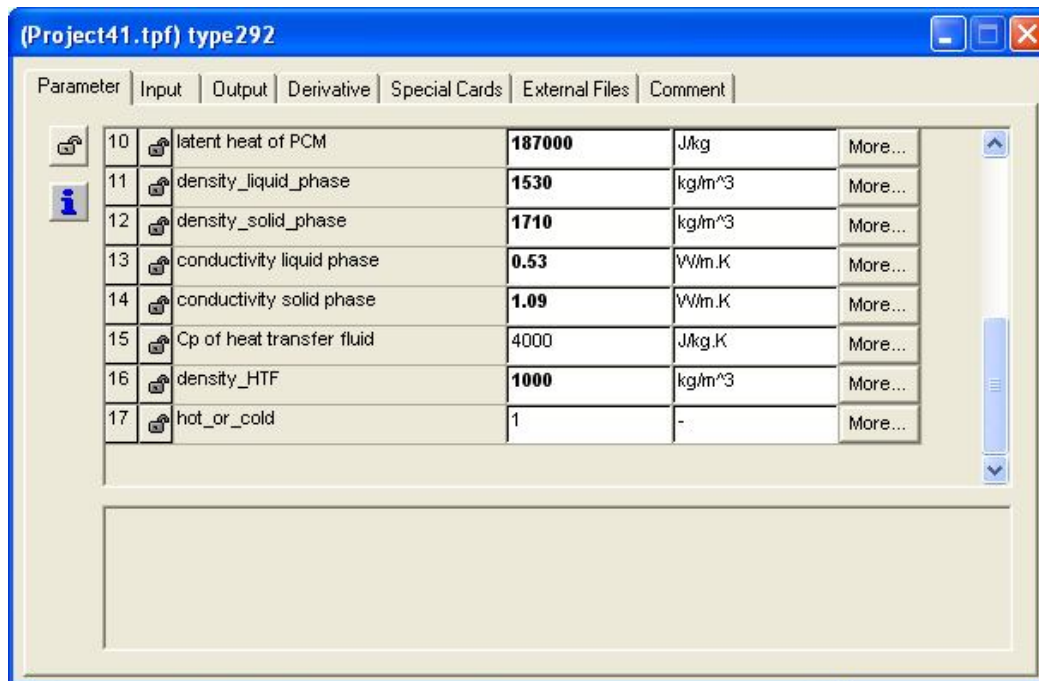 (Project41.tpf) type292
Parameter Input Output Derivative Special Cards External Files Comment
10 latent heat of PCM 187000 J/kg More...
11 density_liquid_phase 1530 kg/m^3 More...
12 density_solid_phase 1710 kg/m^3 More...
13 conductivity liquid phase 0.53 W/m.K More...
14 conductivity solid phase 1.09 W/m.K More...
15 Cp of heat transfer fluid 4000 J/kg.K More...
16 density_HTF 1000 kg/m^3 More...
17 hot_or_cold 1 - More...